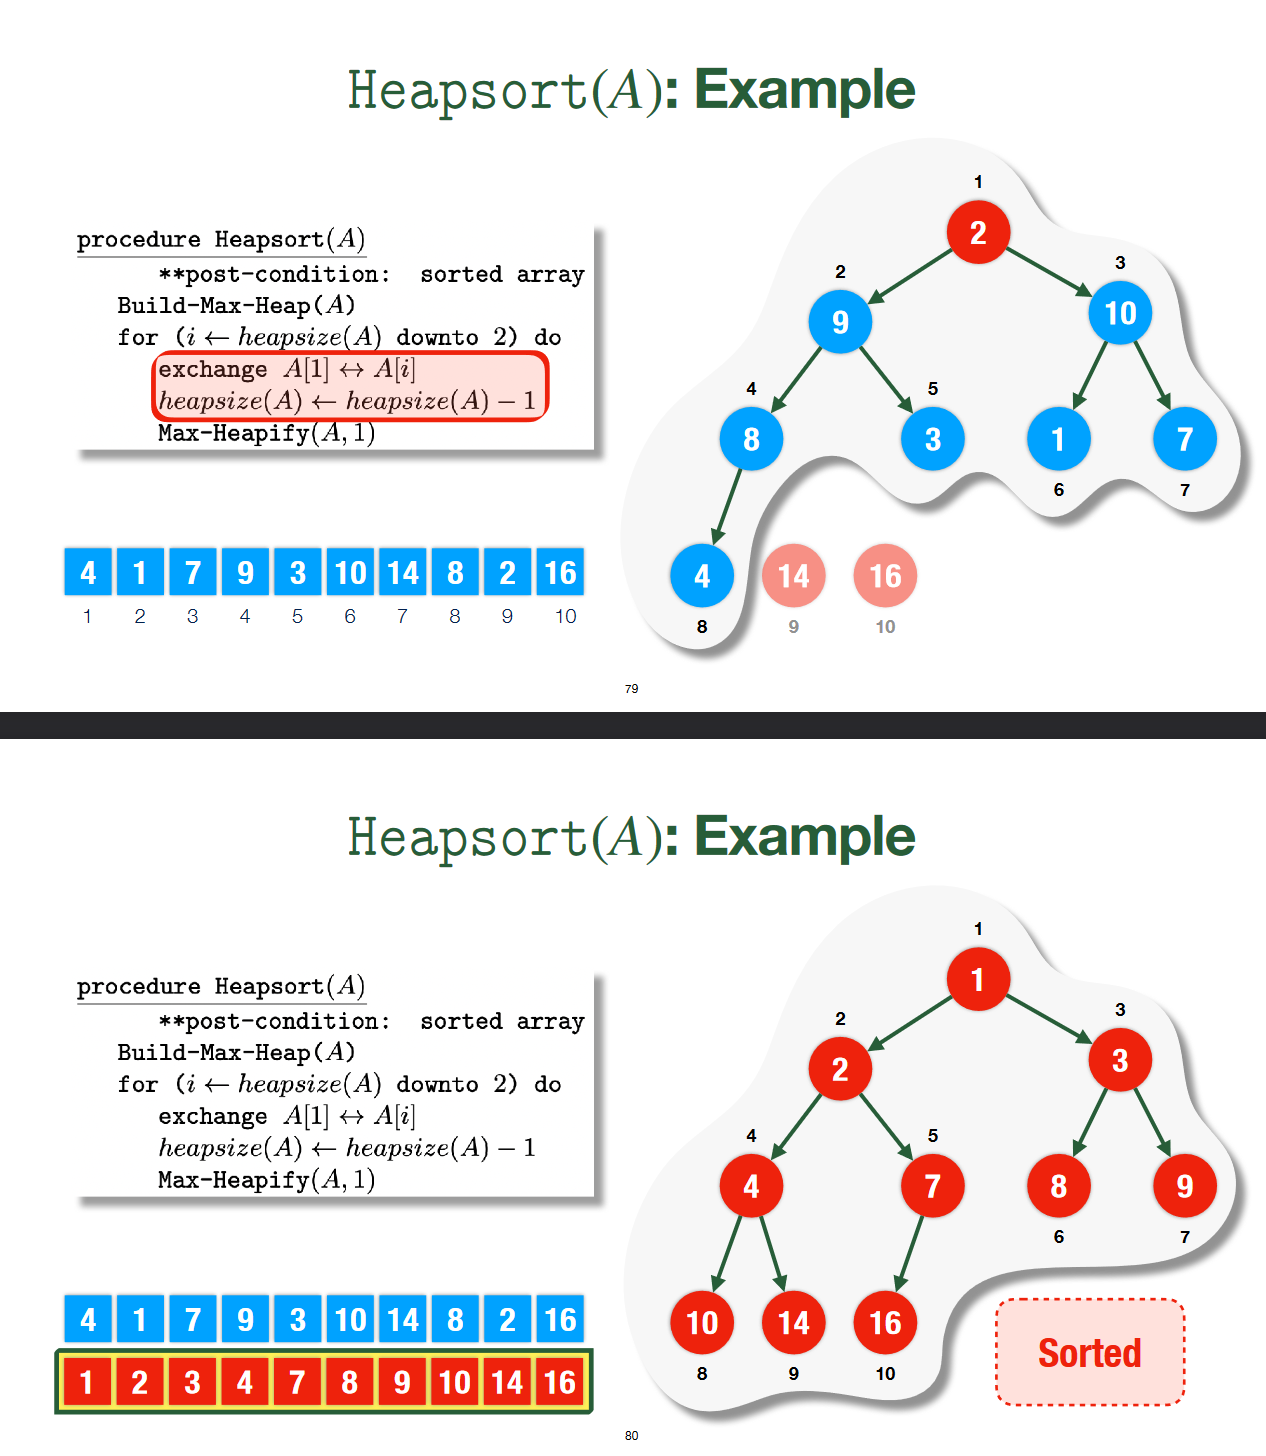 Heapsort(A): Example
procedure Heapsort(A)
**post-condition: sorted array
Build-Max-Heap(A)
for (i ← heapsize(A) downto 2) do
exchange A[1] ↔ A[i]
heapsize(A) ← heapsize(A) − 1
Max-Heapify(A, 1)
4 1 7 9 3 10 14 8 2 16
1 2 3 4 5 6 7 8 9 10
1
2
2 3
9 10
4 5
8 3 1 7
6 7
4 14 16
8 9 10
79
Heapsort(A): Example
procedure Heapsort(A)
**post-condition: sorted array
Build-Max-Heap(A)
for (i ← heapsize(A) downto 2) do
exchange A[1] ↔ A[i]
heapsize(A) ← heapsize(A) − 1
Max-Heapify(A, 1)
4 1 7 9 3 10 14 8 2 16
1 2 3 4 7 8 9 10 14 16
1
1
2 3
2 3
4 5
4 7 8 9
6 7
10 14 16
8 9 10
Sorted
80